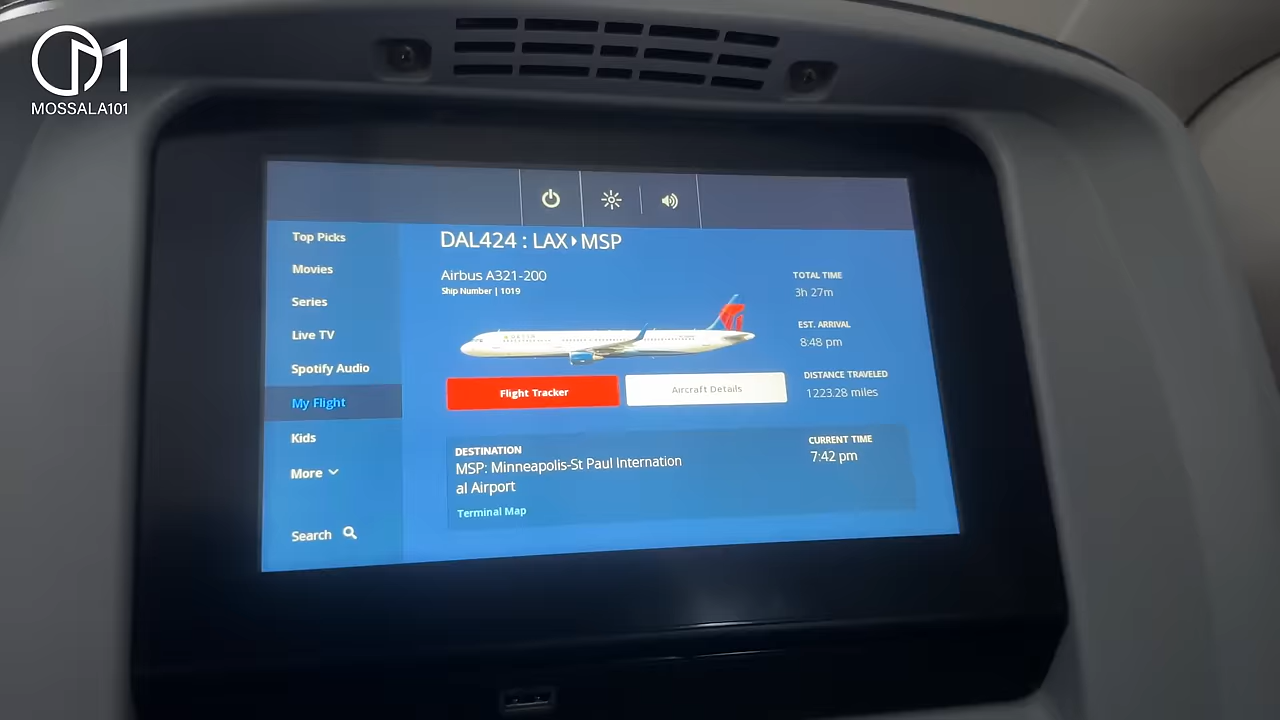 MOSSALA101
DAL424 : LAX▸MSP
Top Picks
Movies
Series
Live TV
Spotify Audio
My Flight
Kids
More
Search
Airbus A321-200
Ship Number | 1019
TOTAL TIME
3h 27m
EST. ARRIVAL
8:48 pm
DISTANCE TRAVELED
1223.28 miles
Flight Tracker
Aircraft Details
DESTINATION
MSP: Minneapolis-St Paul Internation
al Airport
Terminal Map
CURRENT TIME
7:42 pm